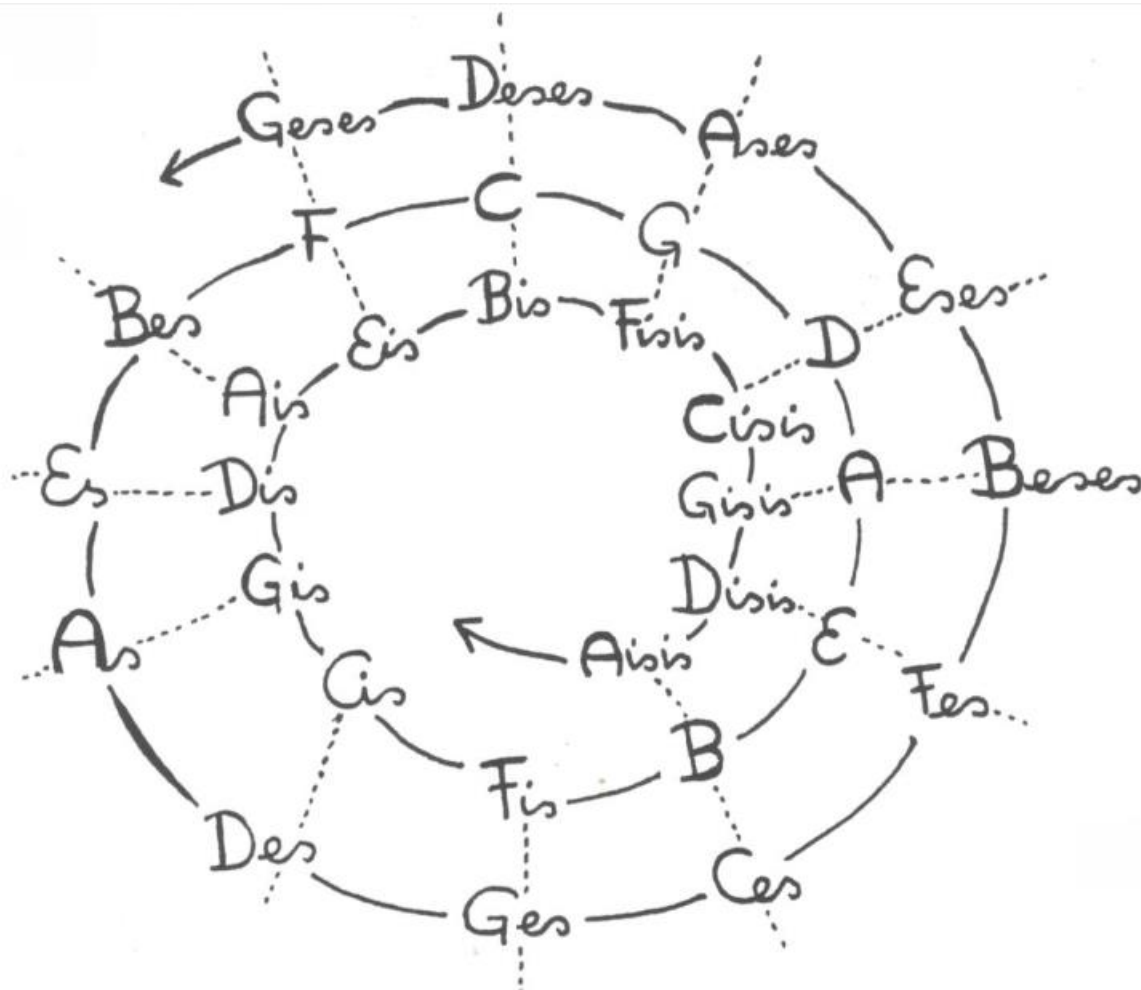 Geses Deses Ases
F C G
Eses
Bes Eis Bis Fisis D
Ais Cisis
Es Dis Gisis A Beses
Gis Disis E
As Aisis Fes
Cis
Fis B
Des Ces
Ges